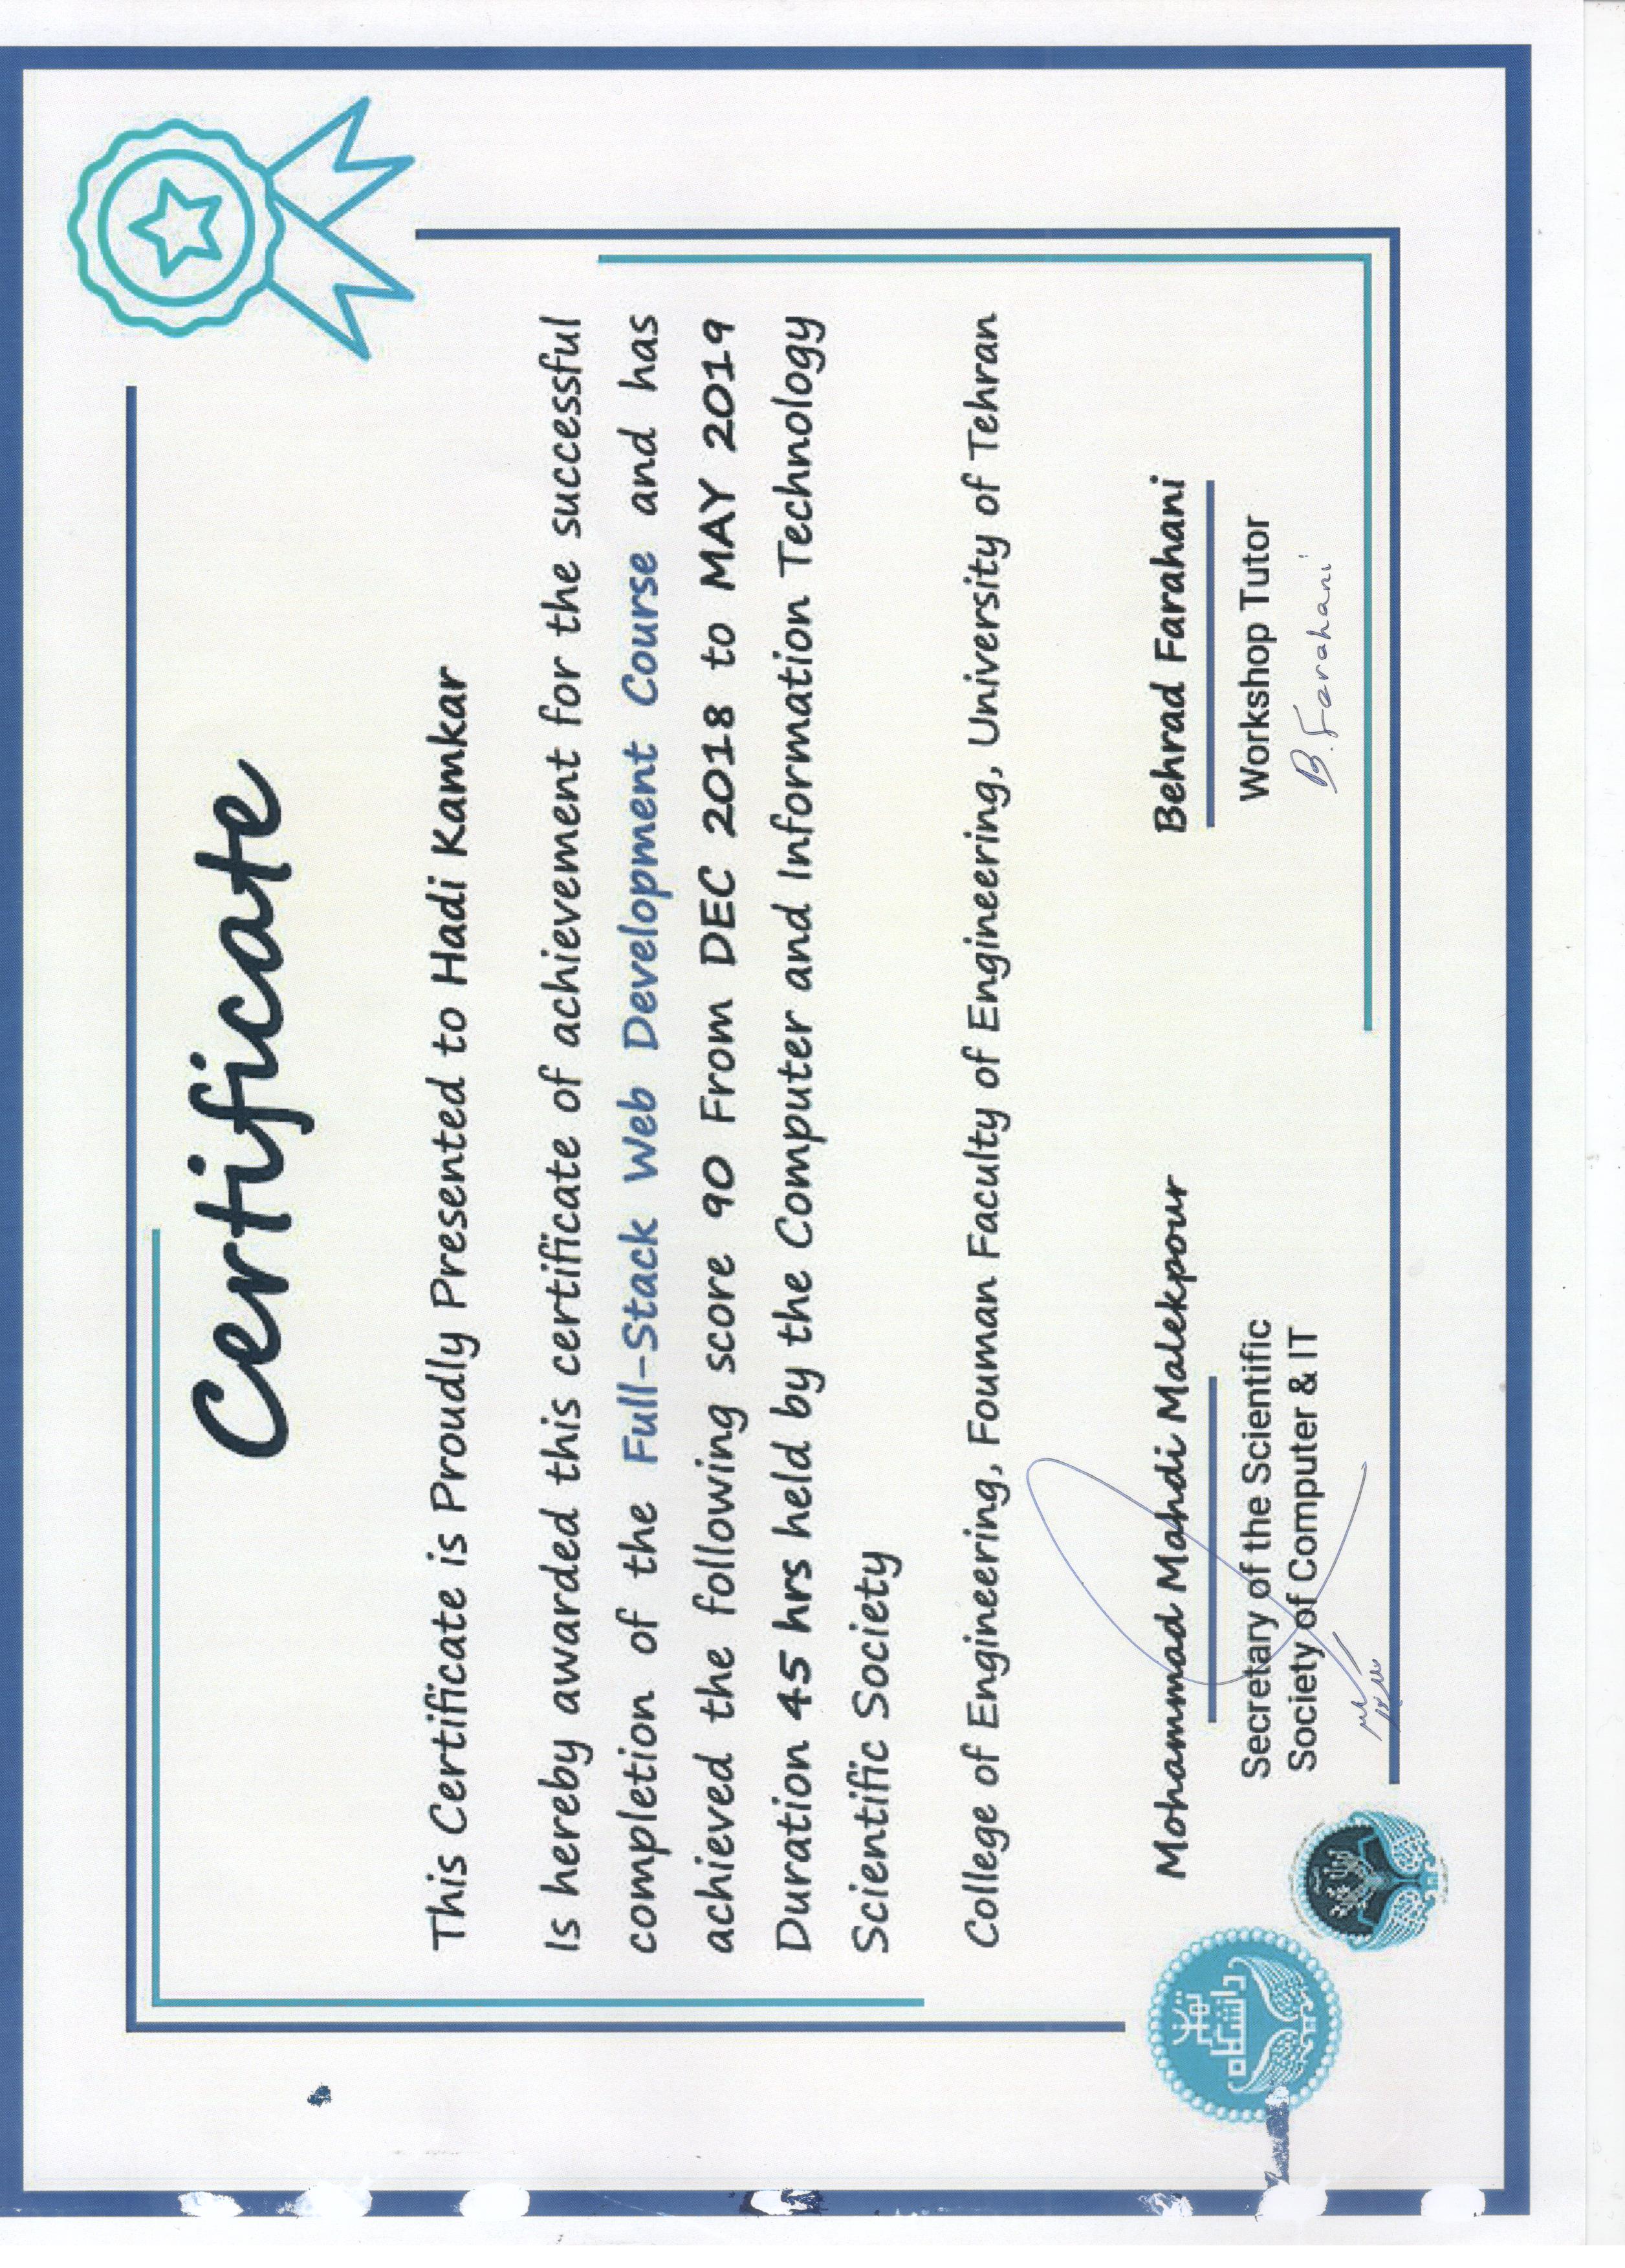 Certificate
This Certificate is Proudly Presented to Hadi Kamkar
Is hereby awarded this certificate of achievement for the successful
completion of the Full-Stack Web Development Course and has
achieved the following score 90 From DEC 2018 to MAY 2019
Duration 45 hrs held by the Computer and Information Technology
Scientific Society
College of Engineering, Fouman Faculty of Engineering, University of Tehran
Mohammad Mahdi Malekpour
Secretary of the Scientific
Society of Computer & IT
Behrad Farahani
Workshop Tutor
B. Farahani
تهران
دانشگاه